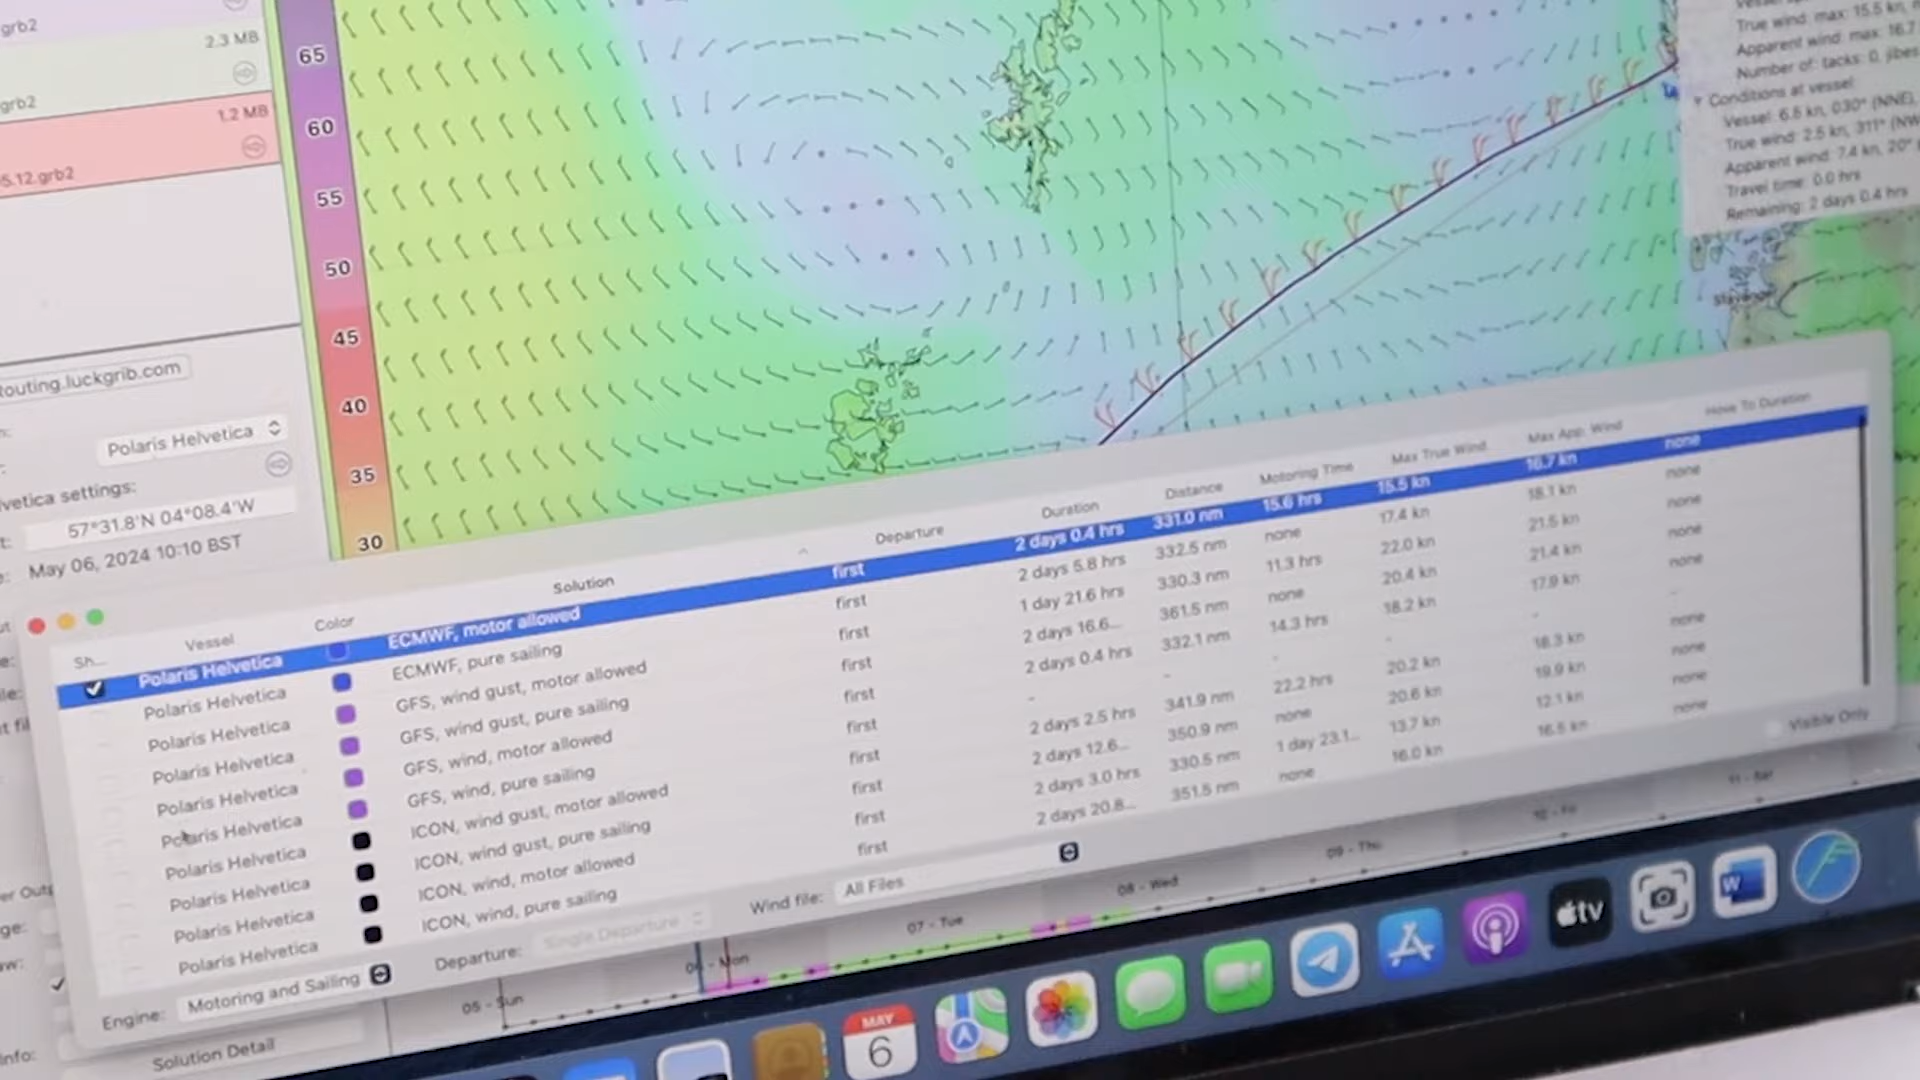 .grb2
2.3 MB
grb2
1.2 MB
5.12.grb2
65
60
55
50
45
40
35
30
True wind: max: 15.5 kn,
Apparent wind: max: 16.7
Number of: tacks: 0, jibes
Conditions at vessel:
Vessel: 6.5 kn, 030° (NNE),
True wind: 2.5 kn, 311° (NW
Apparent wind: 7.4 kn, 20°
Travel time: 0.0 hrs
Remaining: 2 days 0.4 hrs
Stavanger
Routing.luckgrib.com
Polaris Helvetica
lvetica settings:
57°31.8'N 04°08.4'W
May 06, 2024 10:10 BST
Sh... Vessel Color Solution Departure Duration Distance Motoring Time Max True Wind Max App. Wind Hove To Duration
Polaris Helvetica ECMWF, motor allowed first 2 days 0.4 hrs 331.0 nm 15.6 hrs 15.5 kn 16.7 kn none
Polaris Helvetica ECMWF, pure sailing first 2 days 5.8 hrs 332.5 nm none 17.4 kn 18.1 kn none
Polaris Helvetica GFS, wind gust, motor allowed first 1 day 21.6 hrs 330.3 nm 11.3 hrs 22.0 kn 21.5 kn none
Polaris Helvetica GFS, wind gust, pure sailing first 2 days 16.6... 361.5 nm none 20.4 kn 21.4 kn none
Polaris Helvetica GFS, wind, motor allowed first 2 days 0.4 hrs 332.1 nm 14.3 hrs 18.2 kn 17.9 kn none
Polaris Helvetica GFS, wind, pure sailing first - - - - - -
Polaris Helvetica ICON, wind gust, motor allowed first 2 days 2.5 hrs 341.9 nm 22.2 hrs 20.2 kn 18.3 kn none
Polaris Helvetica ICON, wind gust, pure sailing first 2 days 12.6... 350.9 nm none 20.6 kn 19.9 kn none
Polaris Helvetica ICON, wind, motor allowed first 2 days 3.0 hrs 330.5 nm 1 day 23.1... 13.7 kn 12.1 kn none
Polaris Helvetica ICON, wind, pure sailing first 2 days 20.8... 351.5 nm none 16.0 kn 16.5 kn none
Engine: Motoring and Sailing Departure: Single Departure Wind file: All Files Visible Only
Solution Detail
05 - Sun
06 - Mon
07 - Tue
08 - Wed
09 - Thu
10 - Fri
11 - Sat
MAY
6
tv
W